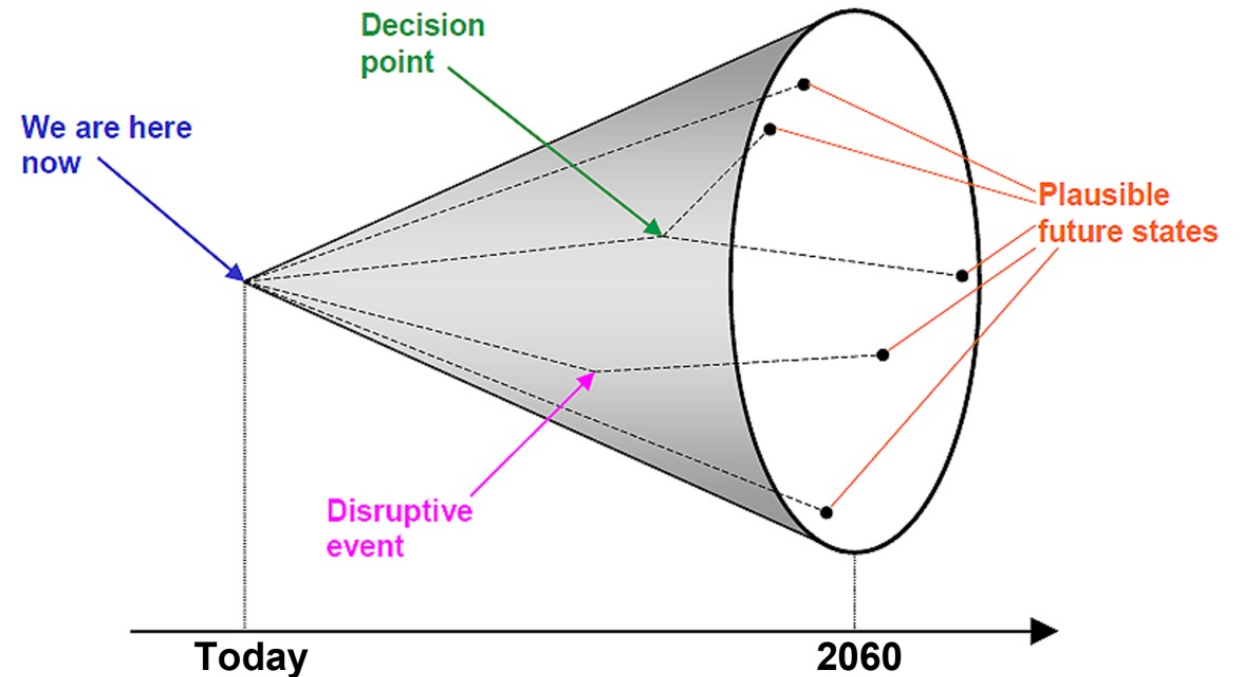 Decision
point
We are here
now
Plausible
future states
Disruptive
event
Today
2060